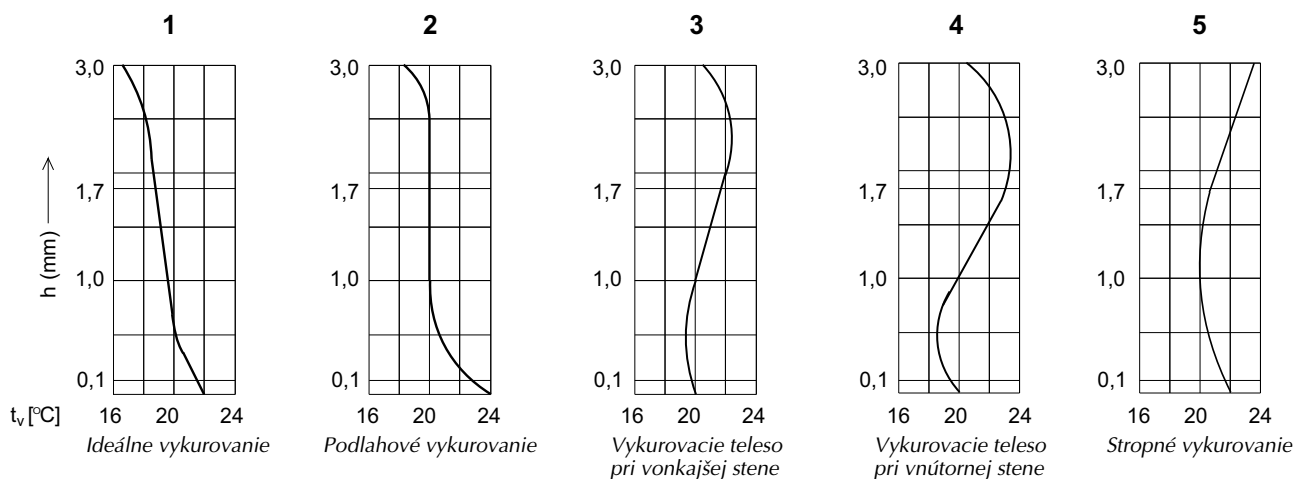 1
2
3
4
5
3,0
1,7
1,0
0,1
h (mm)
tv [°C]
16 20 24
Ideálne vykurovanie
3,0
1,7
1,0
0,1
16 20 24
Podlahové vykurovanie
3,0
1,7
1,0
0,1
16 20 24
Vykurovacie teleso
pri vonkajšej stene
3,0
1,7
1,0
0,1
16 20 24
Vykurovacie teleso
pri vnútornej stene
3,0
1,7
1,0
0,1
16 20 24
Stropné vykurovanie